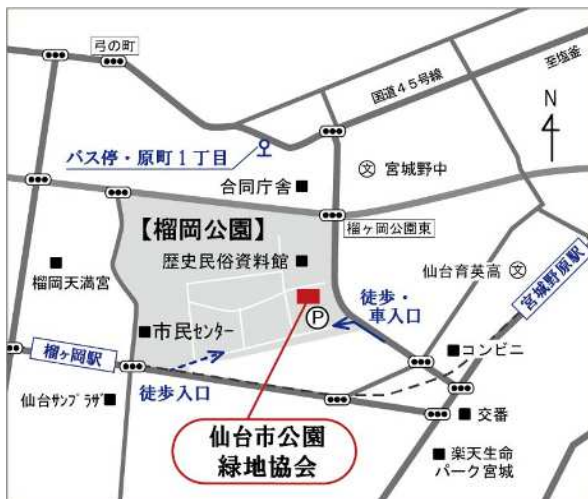 弓の町
国道45号線
至塩釜
N
バス停・原町1丁目
文
宮城野中
合同庁舎
【榴岡公園】
榴ヶ岡公園東
歴史民俗資料館
仙台育英高
文
宮城野原駅
榴岡天満宮
徒歩・
車入口
P
市民センター
コンビニ
榴ヶ岡駅
徒歩入口
仙台サンプラザ
交番
仙台市公園
緑地協会
楽天生命
パーク宮城